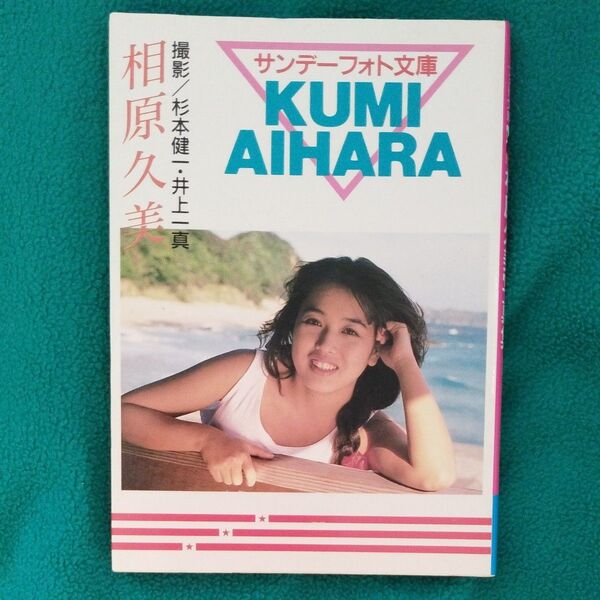 サンデーフォト文庫
KUMI
AIHARA
撮影／杉本健一・井上一真
相原久美